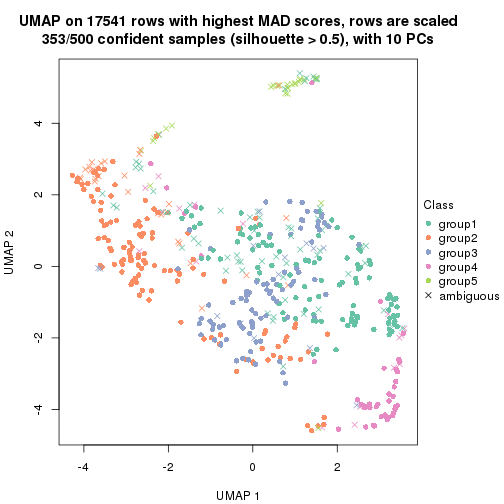 UMAP on 17541 rows with highest MAD scores, rows are scaled
353/500 confident samples (silhouette > 0.5), with 10 PCs
UMAP 2
4
2
0
-2
-4
-4
-2
0
2
UMAP 1
Class
group1
group2
group3
group4
group5
ambiguous